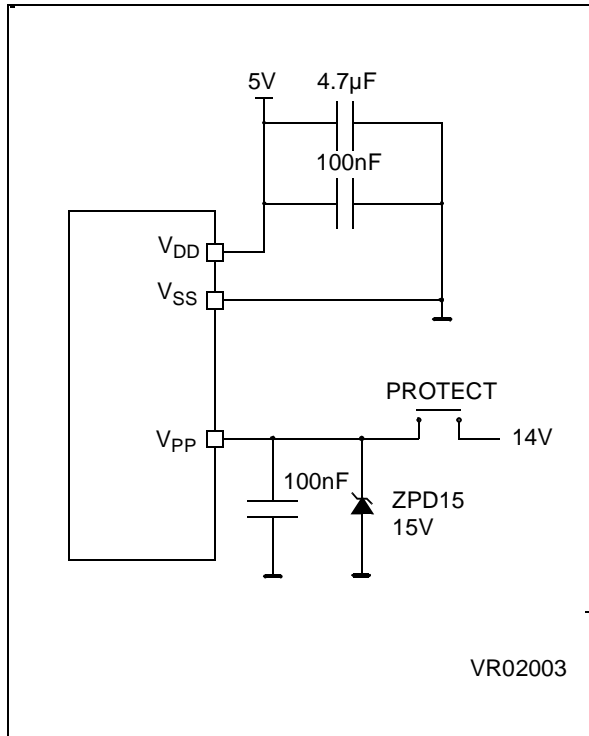 5V
4.7µF
100nF
VDD
VSS
PROTECT
VPP
14V
100nF
ZPD15
15V
VR02003